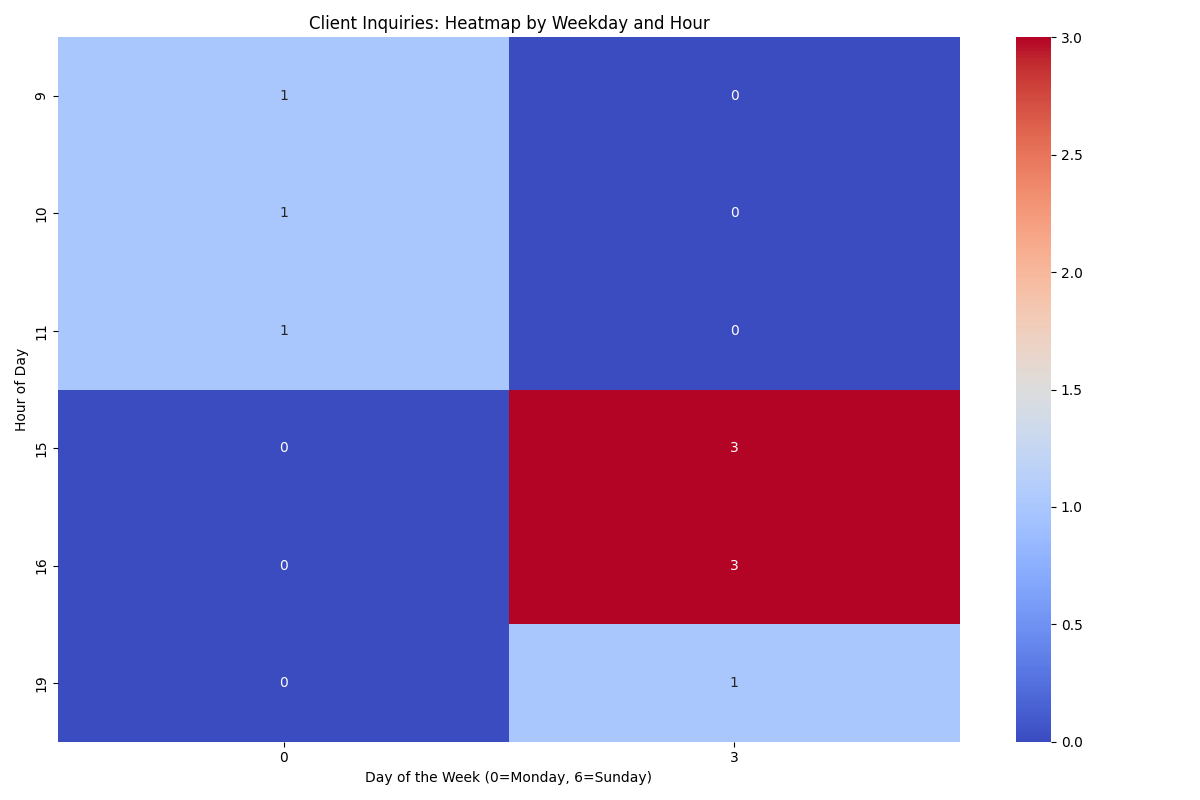 Client Inquiries: Heatmap by Weekday and Hour
9 1 0
10 1 0
11 1 0
15 0 3
16 0 3
19 0 1
0 3
Hour of Day
Day of the Week (0=Monday, 6=Sunday)
3.0
2.5
2.0
1.5
1.0
0.5
0.0